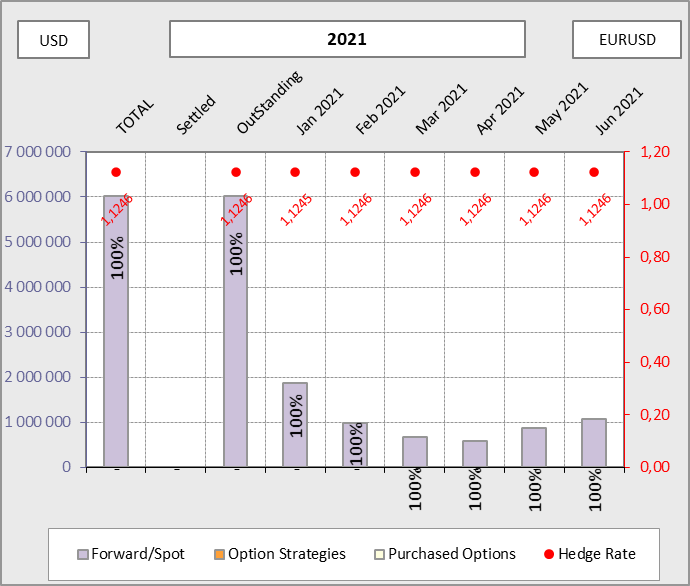 USD
2021
EURUSD
TOTAL
Settled
OutStanding
Jan 2021
Feb 2021
Mar 2021
Apr 2021
May 2021
Jun 2021
7 000 000
6 000 000
5 000 000
4 000 000
3 000 000
2 000 000
1 000 000
0
1,20
1,00
0,80
0,60
0,40
0,20
0,00
1,1246
1,1246
1,1245
1,1246
1,1246
1,1246
1,1246
1,1246
100%
100%
100%
100%
100%
100%
100%
100%
- - - - -
Forward/Spot
Option Strategies
Purchased Options
Hedge Rate